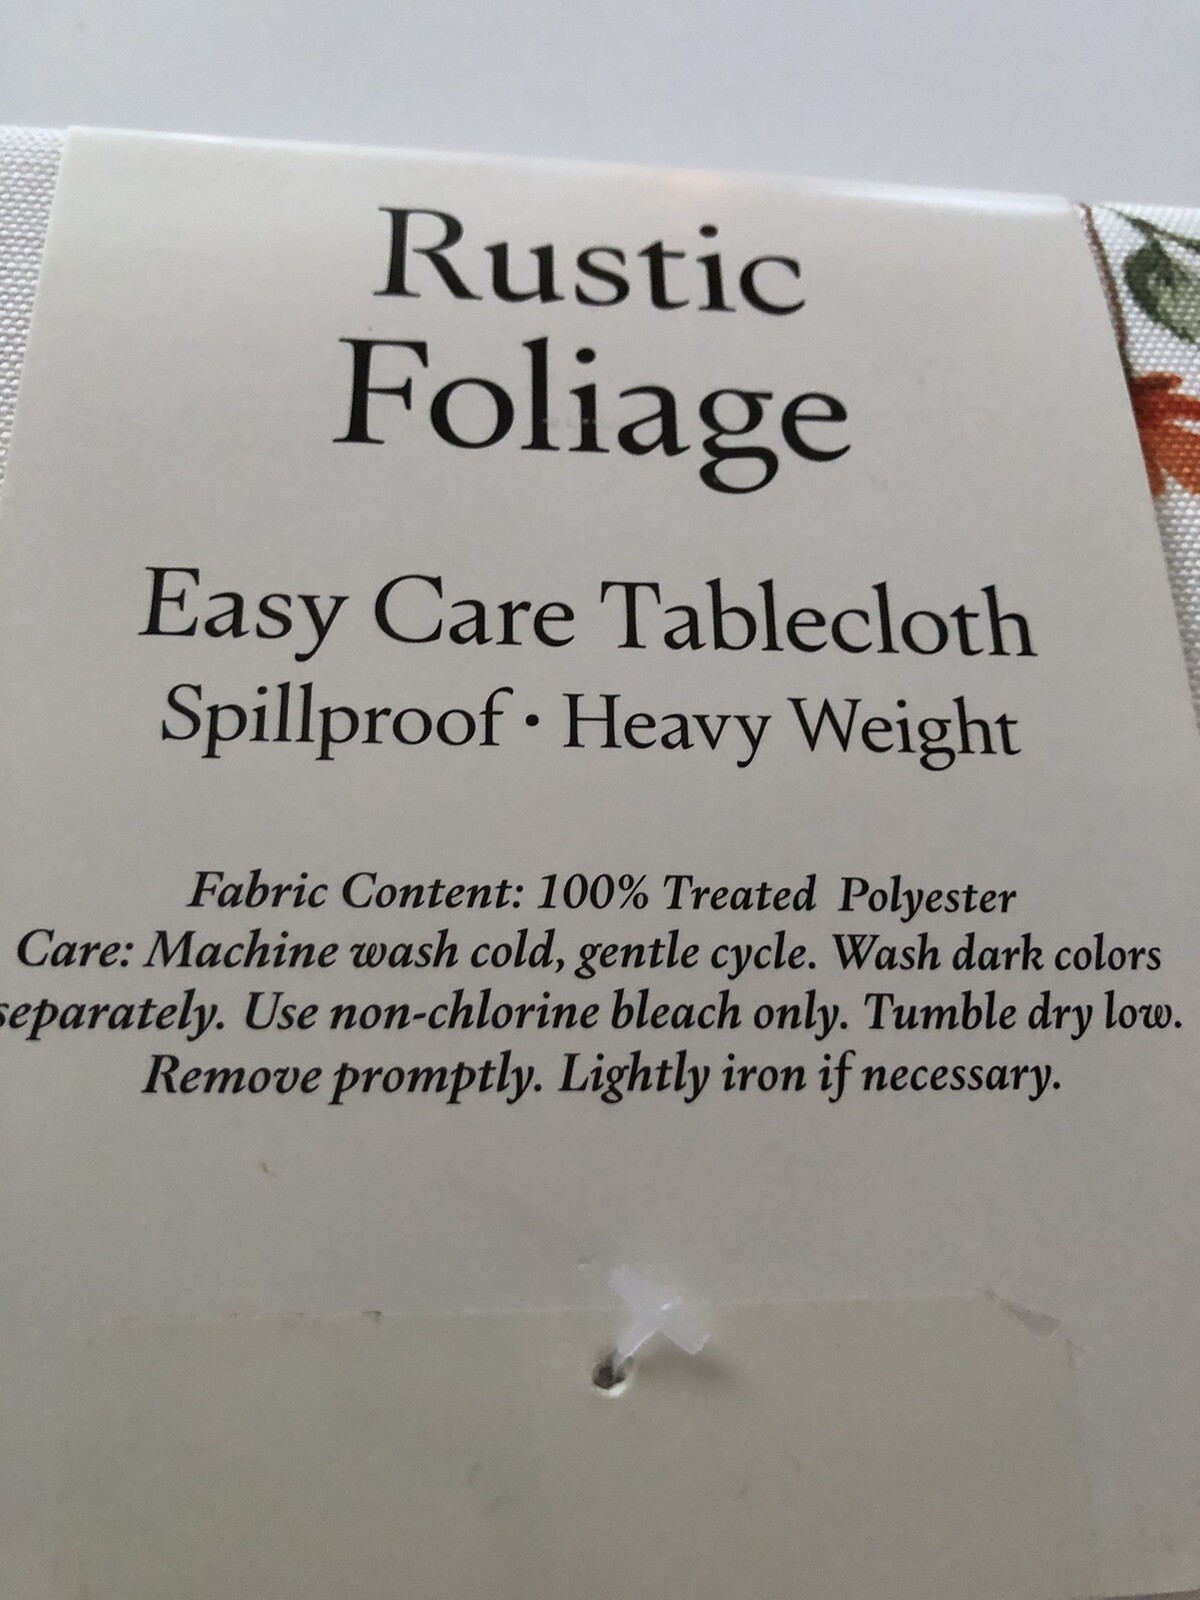 Rustic
Foliage
Easy Care Tablecloth
Spillproof • Heavy Weight
Fabric Content: 100% Treated Polyester
Care: Machine wash cold, gentle cycle. Wash dark colors
separately. Use non-chlorine bleach only. Tumble dry low.
Remove promptly. Lightly iron if necessary.